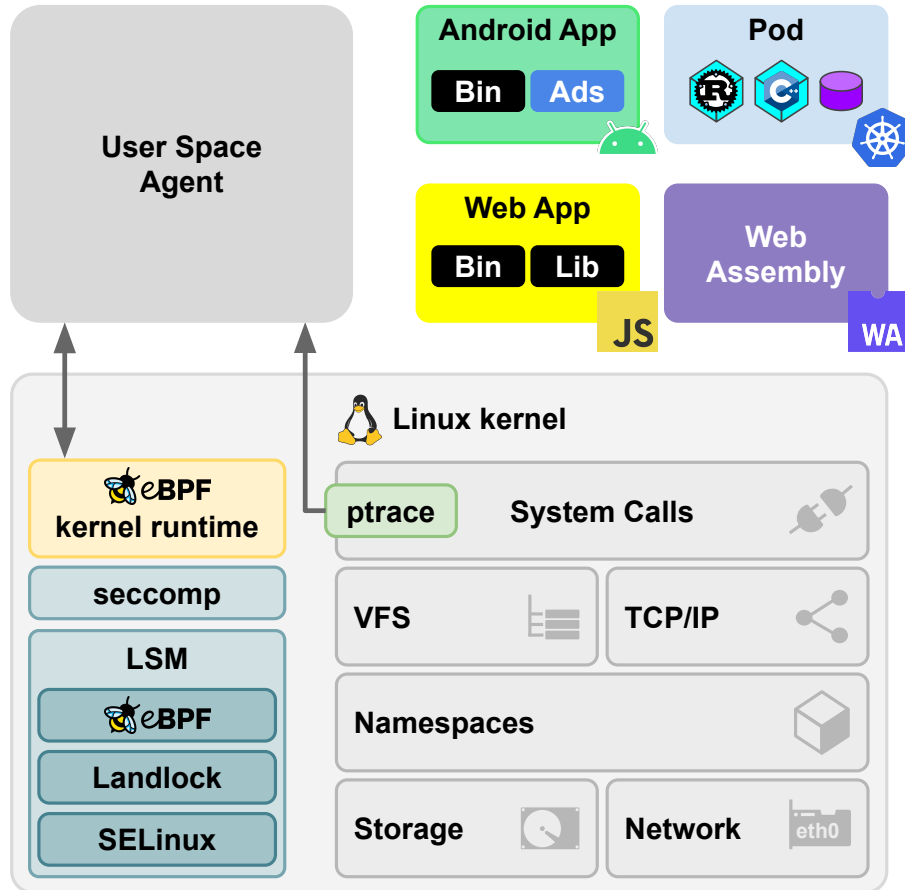 User Space
Agent
Android App
Bin
Ads
Pod
R
C++
Web App
Bin
Lib
JS
Web
Assembly
WA
Linux kernel
eBPF
kernel runtime
seccomp
LSM
eBPF
Landlock
SELinux
ptrace
System Calls
VFS
TCP/IP
Namespaces
Storage
Network
eth0